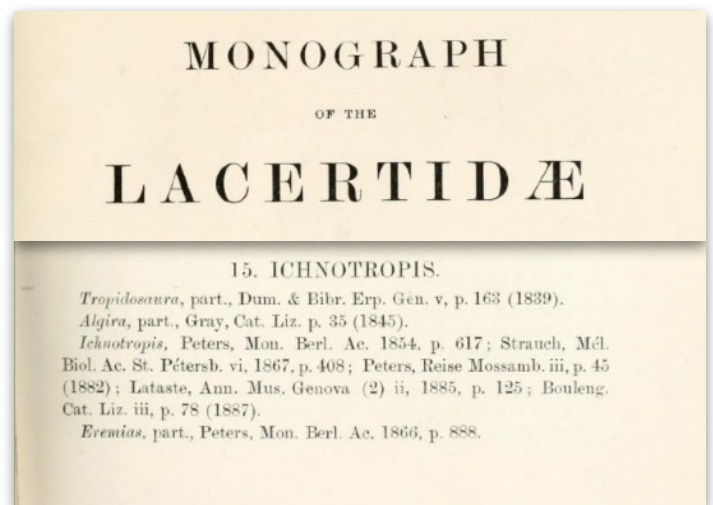 MONOGRAPH
OF THE
LACERTIDÆ
15. ICHNOTROPIS.
Tropidosaura, part., Dum. & Bibr. Erp. Gén. v, p. 163 (1839).
Algira, part., Gray, Cat. Liz. p. 35 (1845).
Ichnotropis, Peters, Mon. Berl. Ac. 1854, p. 617; Strauch, Mél.
Biol. Ac. St. Pétersb. vi, 1867, p. 408; Peters, Reise Mossamb. iii, p. 45
(1882); Lataste, Ann. Mus. Genova (2) ii, 1885, p. 125; Bouleng.
Cat. Liz. iii, p. 78 (1887).
Eremias, part., Peters, Mon. Berl. Ac. 1866, p. 888.